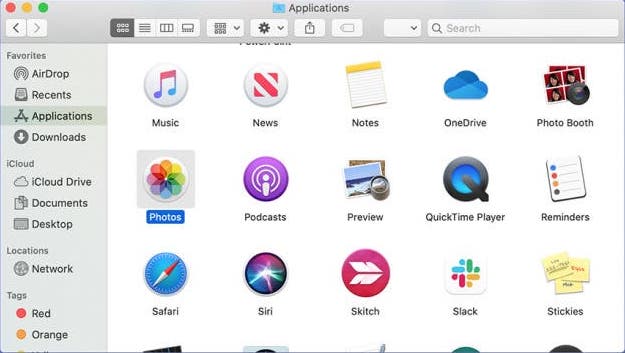 Applications
Search
Favorites
AirDrop
Recents
Applications
Downloads
iCloud
iCloud Drive
Documents
Desktop
Locations
Network
Tags
Red
Orange
PowerPoint
Music
News
Notes
OneDrive
Photo Booth
Photos
Podcasts
Preview
QuickTime Player
Reminders
Safari
Siri
Skitch
Slack
Stickies